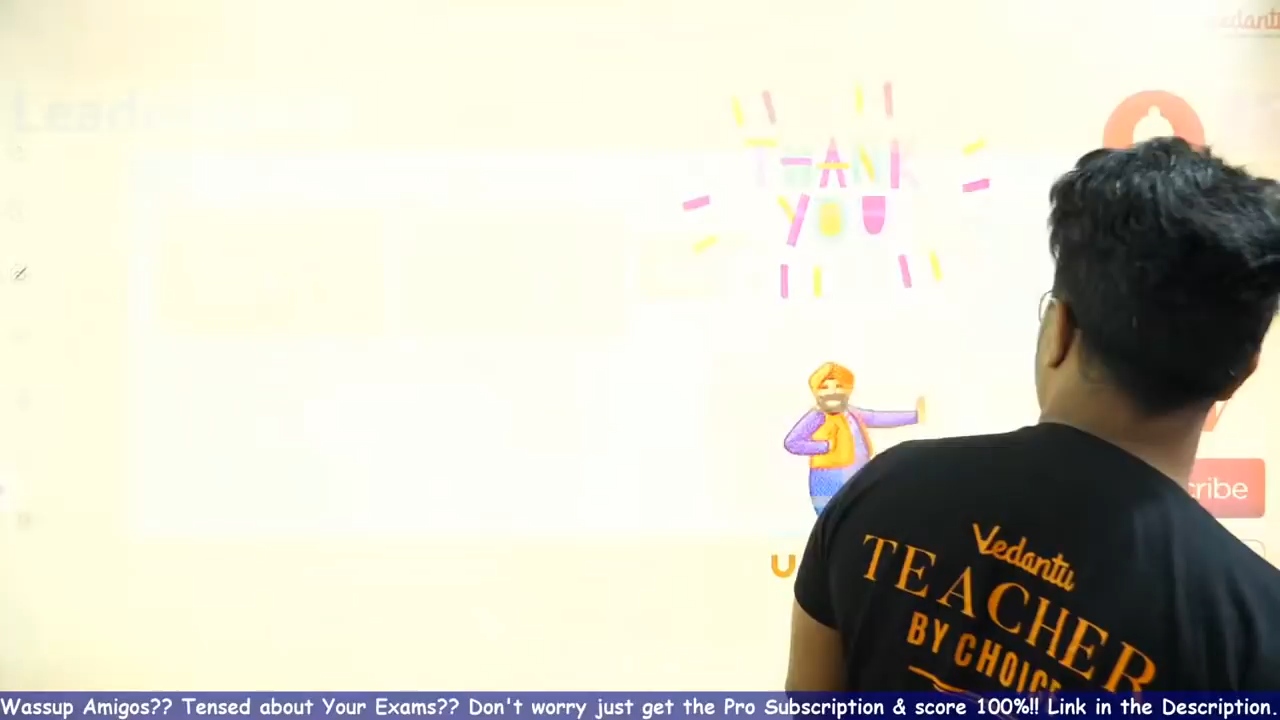 Vedantu
THANK
YOU
cribe
Vedantu
TEACHER
BY CHOICE
Wassup Amigos?? Tensed about Your Exams?? Don't worry just get the Pro Subscription & score 100%!! Link in the Description.